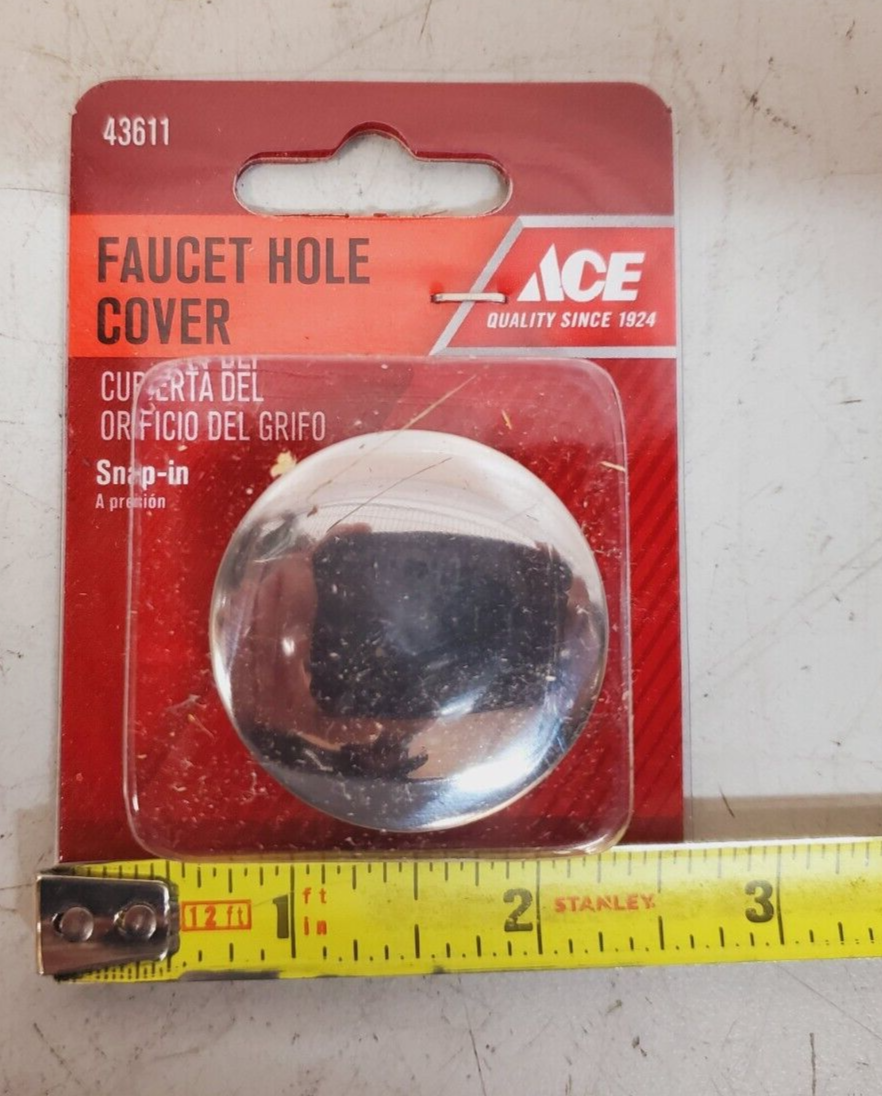 43611
FAUCET HOLE
COVER
ACE
QUALITY SINCE 1924
CUBIERTA DEL
ORIFICIO DEL GRIFO
Snap-in
A presión
12 ft
1 ft
in
2
STANLEY
3